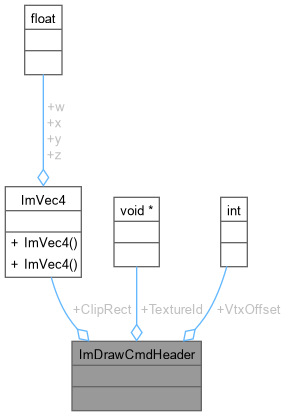 float
+w
+x
+y
+z
ImVec4
+ ImVec4()
+ ImVec4()
void *
int
+ClipRect
+TextureId
+VtxOffset
ImDrawCmdHeader